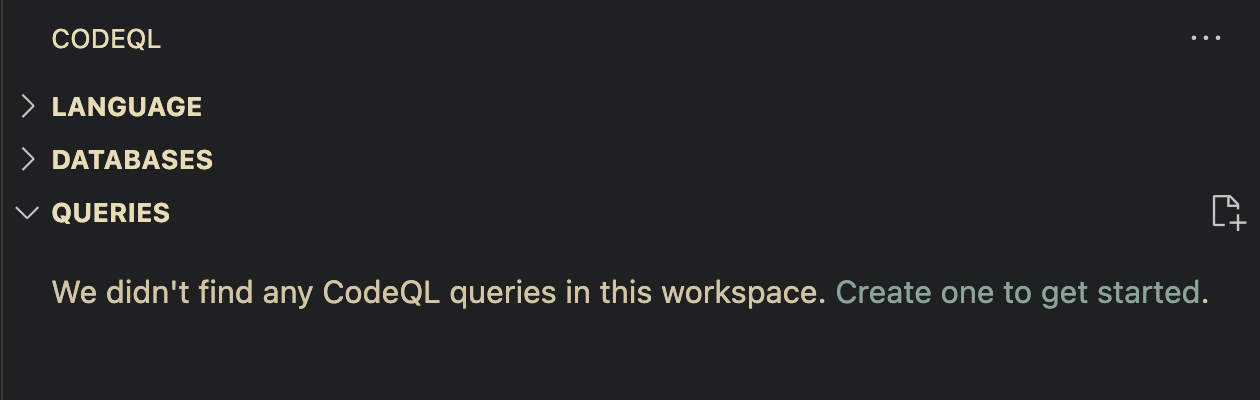 CODEQL
LANGUAGE
DATABASES
QUERIES
We didn't find any CodeQL queries in this workspace. Create one to get started.